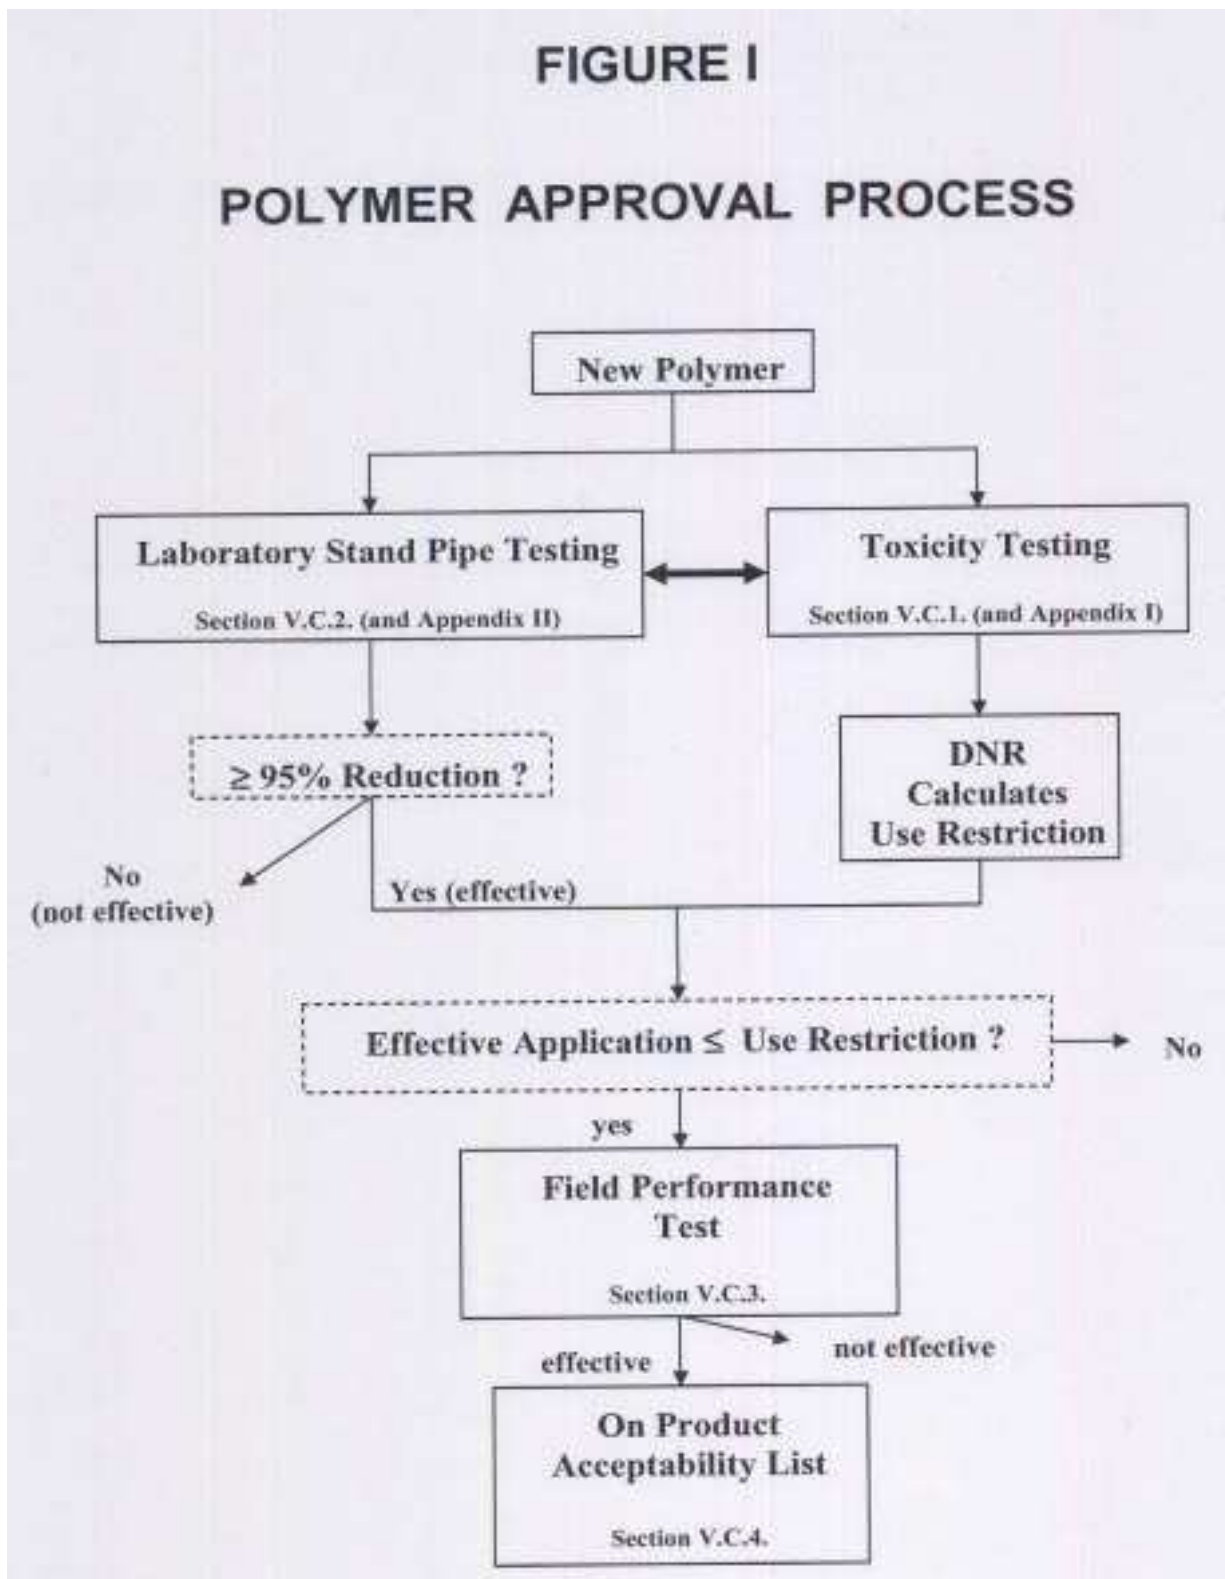 FIGURE I
POLYMER APPROVAL PROCESS
New Polymer
Laboratory Stand Pipe Testing
Section V.C.2. (and Appendix II)
Toxicity Testing
Section V.C.1. (and Appendix I)
≥ 95% Reduction ?
DNR
Calculates
Use Restriction
No
(not effective)
Yes (effective)
Effective Application ≤ Use Restriction ?
No
yes
Field Performance
Test
Section V.C.3.
effective
not effective
On Product
Acceptability List
Section V.C.4.